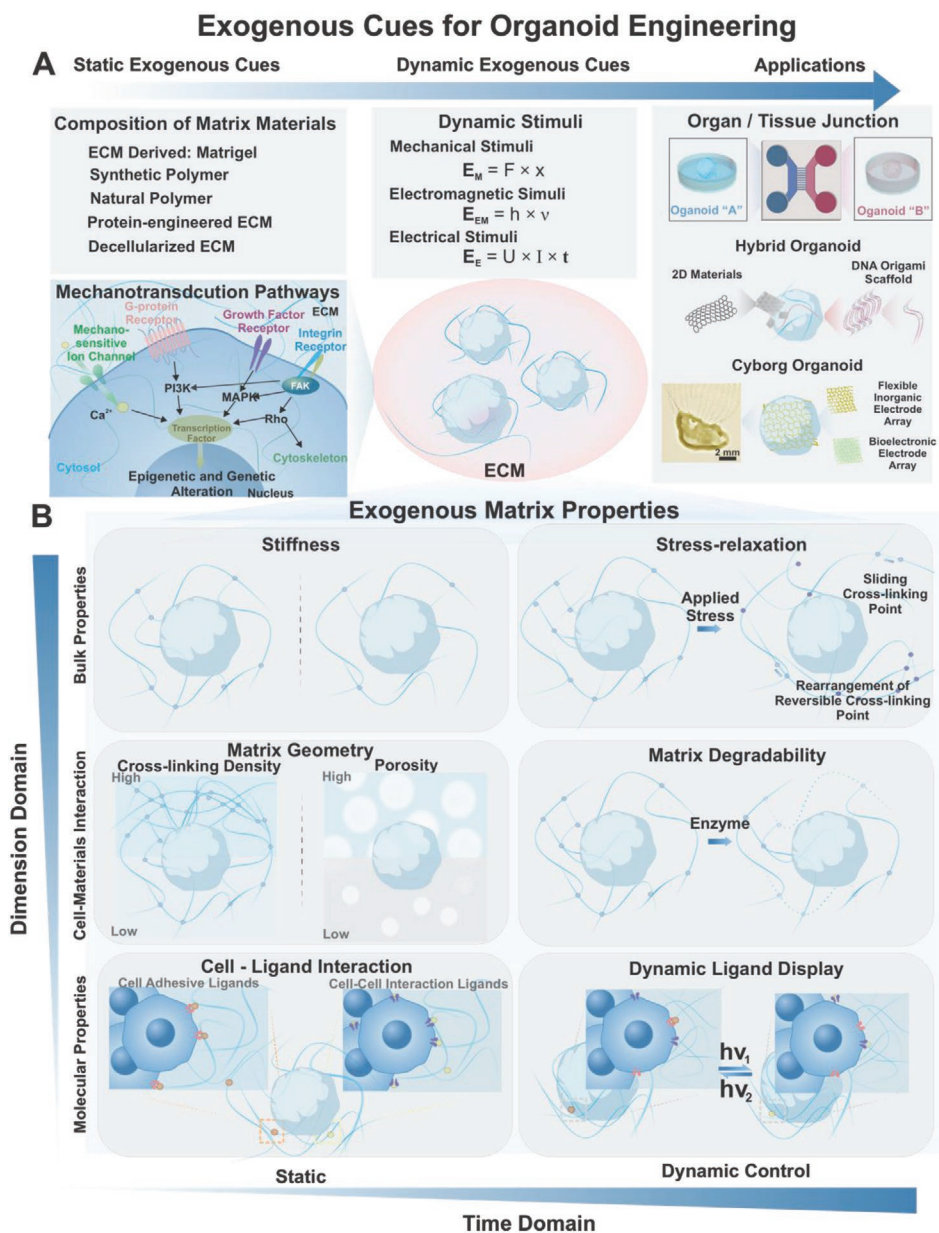 Exogenous Cues for Organoid Engineering
A
Static Exogenous Cues
Dynamic Exogenous Cues
Applications
Composition of Matrix Materials
ECM Derived: Matrigel
Synthetic Polymer
Natural Polymer
Protein-engineered ECM
Decellularized ECM
Dynamic Stimuli
Mechanical Stimuli
E_M = F × x
Electromagnetic Simuli
E_EM = h × ν
Electrical Stimuli
E_E = U × I × t
Organ / Tissue Junction
Oganoid "A"
Oganoid "B"
Hybrid Organoid
2D Materials
DNA Origami
Scaffold
Cyborg Organoid
2 mm
Flexible
Inorganic
Electrode
Array
Bioelectronic
Electrode
Array
Mechanotransdcution Pathways
G-protein
Receptor
Growth Factor
Receptor
ECM
Mechano-
sensitive
Ion Channel
Integrin
Receptor
FAK
PI3K
MAPK
Ca²⁺
Rho
Transcription
Factor
Cytosol
Cytoskeleton
Epigenetic and Genetic
Alteration
Nucleus
ECM
B
Exogenous Matrix Properties
Dimension Domain
Bulk Properties
Stiffness
Stress-relaxation
Applied
Stress
Sliding
Cross-linking
Point
Rearrangement of
Reversible Cross-linking
Point
Cell-Materials Interaction
Matrix Geometry
Cross-linking Density
Porosity
High
Low
High
Low
Matrix Degradability
Enzyme
Molecular Properties
Cell - Ligand Interaction
Cell Adhesive Ligands
Cell-Cell Interaction Ligands
Dynamic Ligand Display
hν₁
hν₂
Static
Dynamic Control
Time Domain